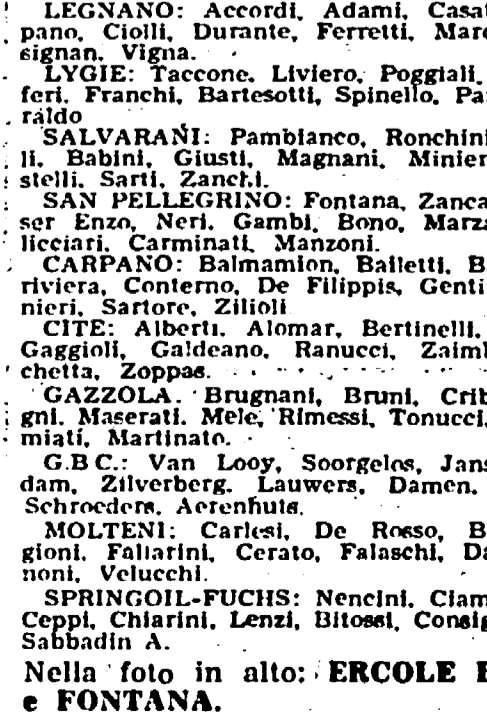 LEGNANO: Accordi, Adami, Casat
pano, Ciolli, Durante, Ferretti, Marc
signan, Vigna.
LYGIE: Taccone, Liviero, Poggiali,
feri, Franchi, Bartesotti, Spinello, Pa
raldo
SALVARANI: Pambianco, Ronchini
li, Babini, Giusti, Magnani, Minier
stelli, Sarti, Zanchi.
SAN PELLEGRINO: Fontana, Zanca
ser Enzo, Neri, Gambi, Bono, Marza
licciari, Carminati, Manzoni.
CARPANO: Balmamion, Bailetti, B
riviera, Conterno, De Filippis, Genti
nieri, Sartore, Zilioli
CITE: Alberti, Alomar, Bertinelli,
Gaggioli, Galdeano, Ranucci, Zaimb
chetta, Zoppas.
GAZZOLA. Brugnani, Bruni, Crib
gni, Maserati, Mele, Rimessi, Tonucci,
miati, Martinato.
G.B C.: Van Looy, Soorgelos, Jans
dam, Zilverberg, Lauwers, Damen,
Schroeders, Aerenhuts.
MOLTENI: Carlesi, De Rosso, B
gioni, Fallarini, Cerato, Falaschi, Da
noni, Velucchi.
SPRINGOIL-FUCHS: Nencini, Ciam
Ceppi, Chiarini, Lenzi, Bitossi, Consig
Sabbadin A.
Nella foto in alto: ERCOLE B
e FONTANA.